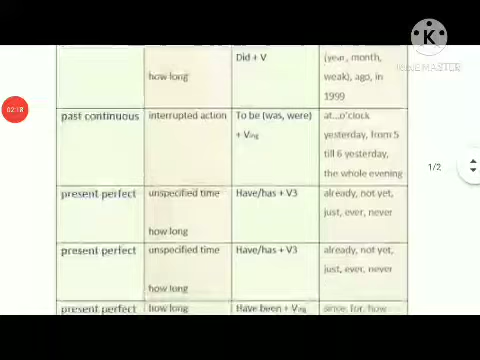 Did + V
(year, month,
how long
weak), ago, in
1999
past continuous
interrupted action
To be (was, were)
+ Ving
at...o'clock
yesterday, from 5
till 6 yesterday,
the whole evening
present perfect
unspecified time
how long
Have/has + V3
already, not yet,
just, ever, never
present perfect
unspecified time
how long
Have/has + V3
already, not yet,
just, ever, never
present perfect
how long
Have been + Ving
since, for, how
02:18
1/2
K
KINEMASTER